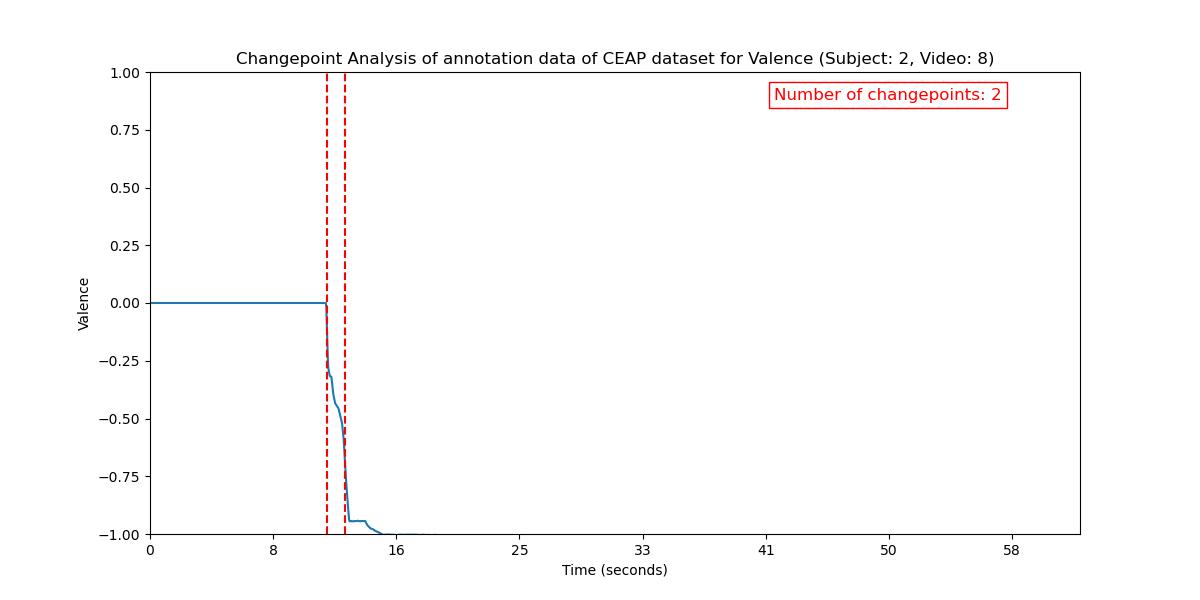 Changepoint Analysis of annotation data of CEAP dataset for Valence (Subject: 2, Video: 8)
Number of changepoints: 2
1.00
0.75
0.50
0.25
0.00
−0.25
−0.50
−0.75
−1.00
Valence
0 8 16 25 33 41 50 58
Time (seconds)